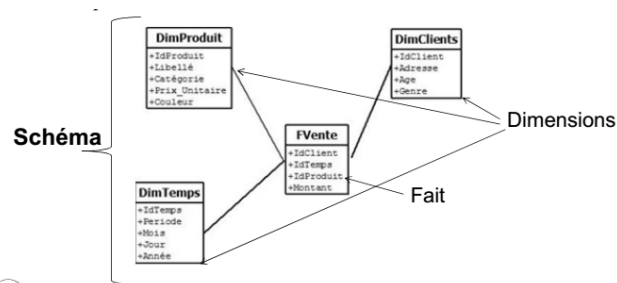 DimProduit
+IdProduit
+Libellé
+Catégorie
+Prix_Unitaire
+Couleur
DimClients
+IdClient
+Adresse
+Age
+Genre
Dimensions
Schéma
FVente
+IdClient
+IdTemps
+IdProduit
+Montant
Fait
DimTemps
+IdTemps
+Periode
+Mois
+Jour
+Année